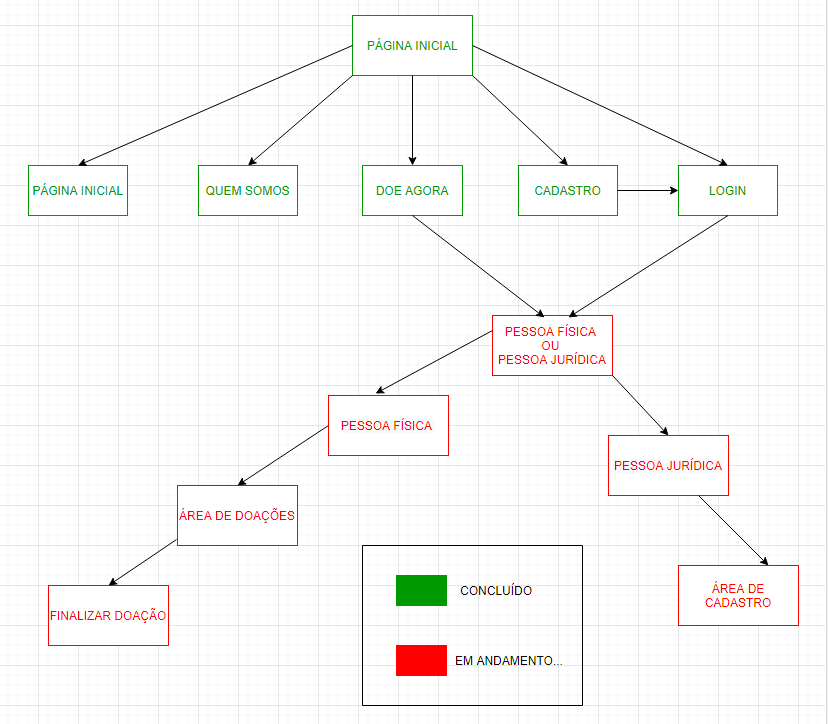 PÁGINA INICIAL
PÁGINA INICIAL
QUEM SOMOS
DOE AGORA
CADASTRO
LOGIN
PESSOA FÍSICA
OU
PESSOA JURÍDICA
PESSOA FÍSICA
PESSOA JURÍDICA
ÁREA DE DOAÇÕES
FINALIZAR DOAÇÃO
ÁREA DE
CADASTRO
CONCLUÍDO
EM ANDAMENTO...